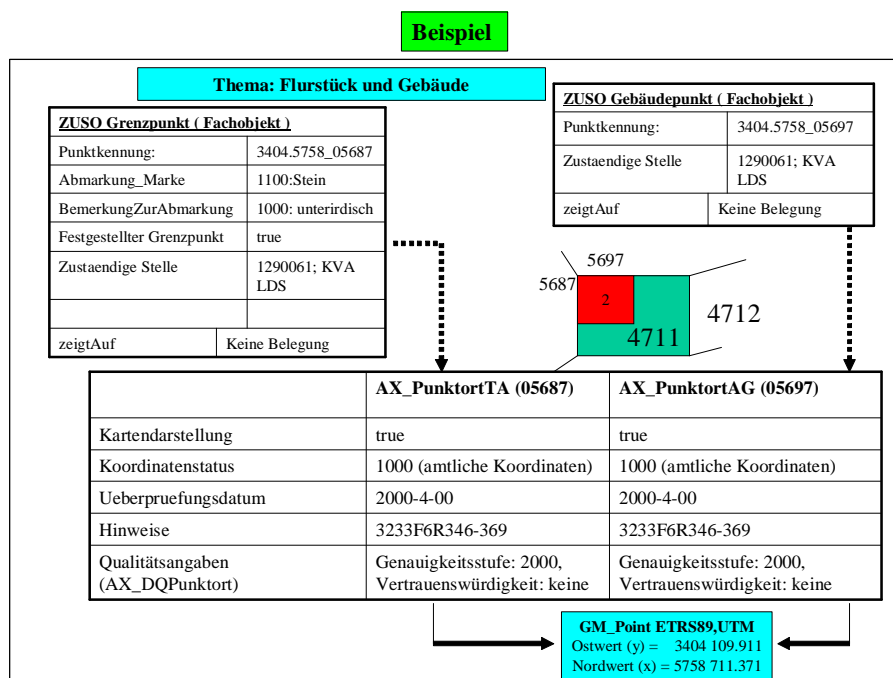 Beispiel
Thema: Flurstück und Gebäude
ZUSO Grenzpunkt ( Fachobjekt )
Punktkennung: 3404.5758_05687
Abmarkung_Marke 1100:Stein
BemerkungZurAbmarkung 1000: unterirdisch
Festgestellter Grenzpunkt true
Zustaendige Stelle 1290061; KVA
LDS
zeigtAuf Keine Belegung
ZUSO Gebäudepunkt ( Fachobjekt )
Punktkennung: 3404.5758_05697
Zustaendige Stelle 1290061; KVA
LDS
zeigtAuf Keine Belegung
5697
5687
2
4711
4712
AX_PunktortTA (05687) AX_PunktortAG (05697)
Kartendarstellung true true
Koordinatenstatus 1000 (amtliche Koordinaten) 1000 (amtliche Koordinaten)
Ueberpruefungsdatum 2000-4-00 2000-4-00
Hinweise 3233F6R346-369 3233F6R346-369
Qualitätsangaben Genauigkeitsstufe: 2000, Genauigkeitsstufe: 2000,
(AX_DQPunktort) Vertrauenswürdigkeit: keine Vertrauenswürdigkeit: keine
GM_Point ETRS89,UTM
Ostwert (y) = 3404 109.911
Nordwert (x) = 5758 711.371